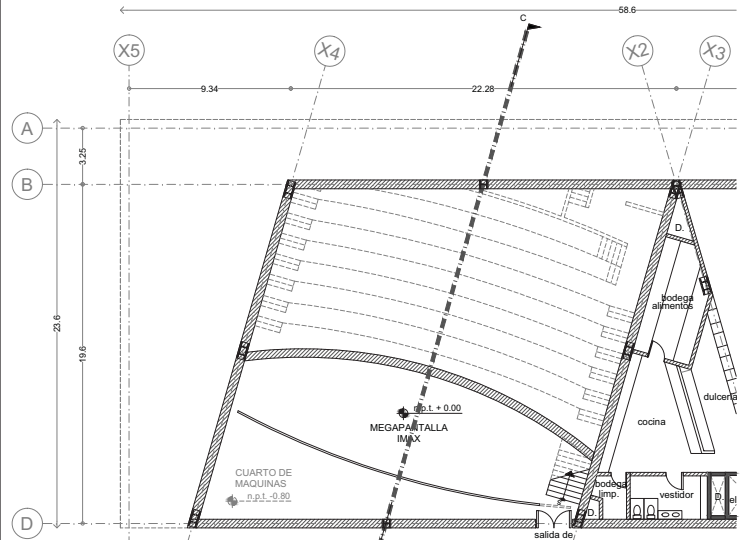 58.6
C
X5
X4
X2
X3
9.34
22.28
A
3.25
B
D.
bodega
alimentos
23.6
19.6
dulcería
n.p.t. + 0.00
MEGAPANTALLA
IMAX
cocina
CUARTO DE
MAQUINAS
n.p.t. -0.80
bodega
limp.
vestidor
D.
el
D.
D
salida de